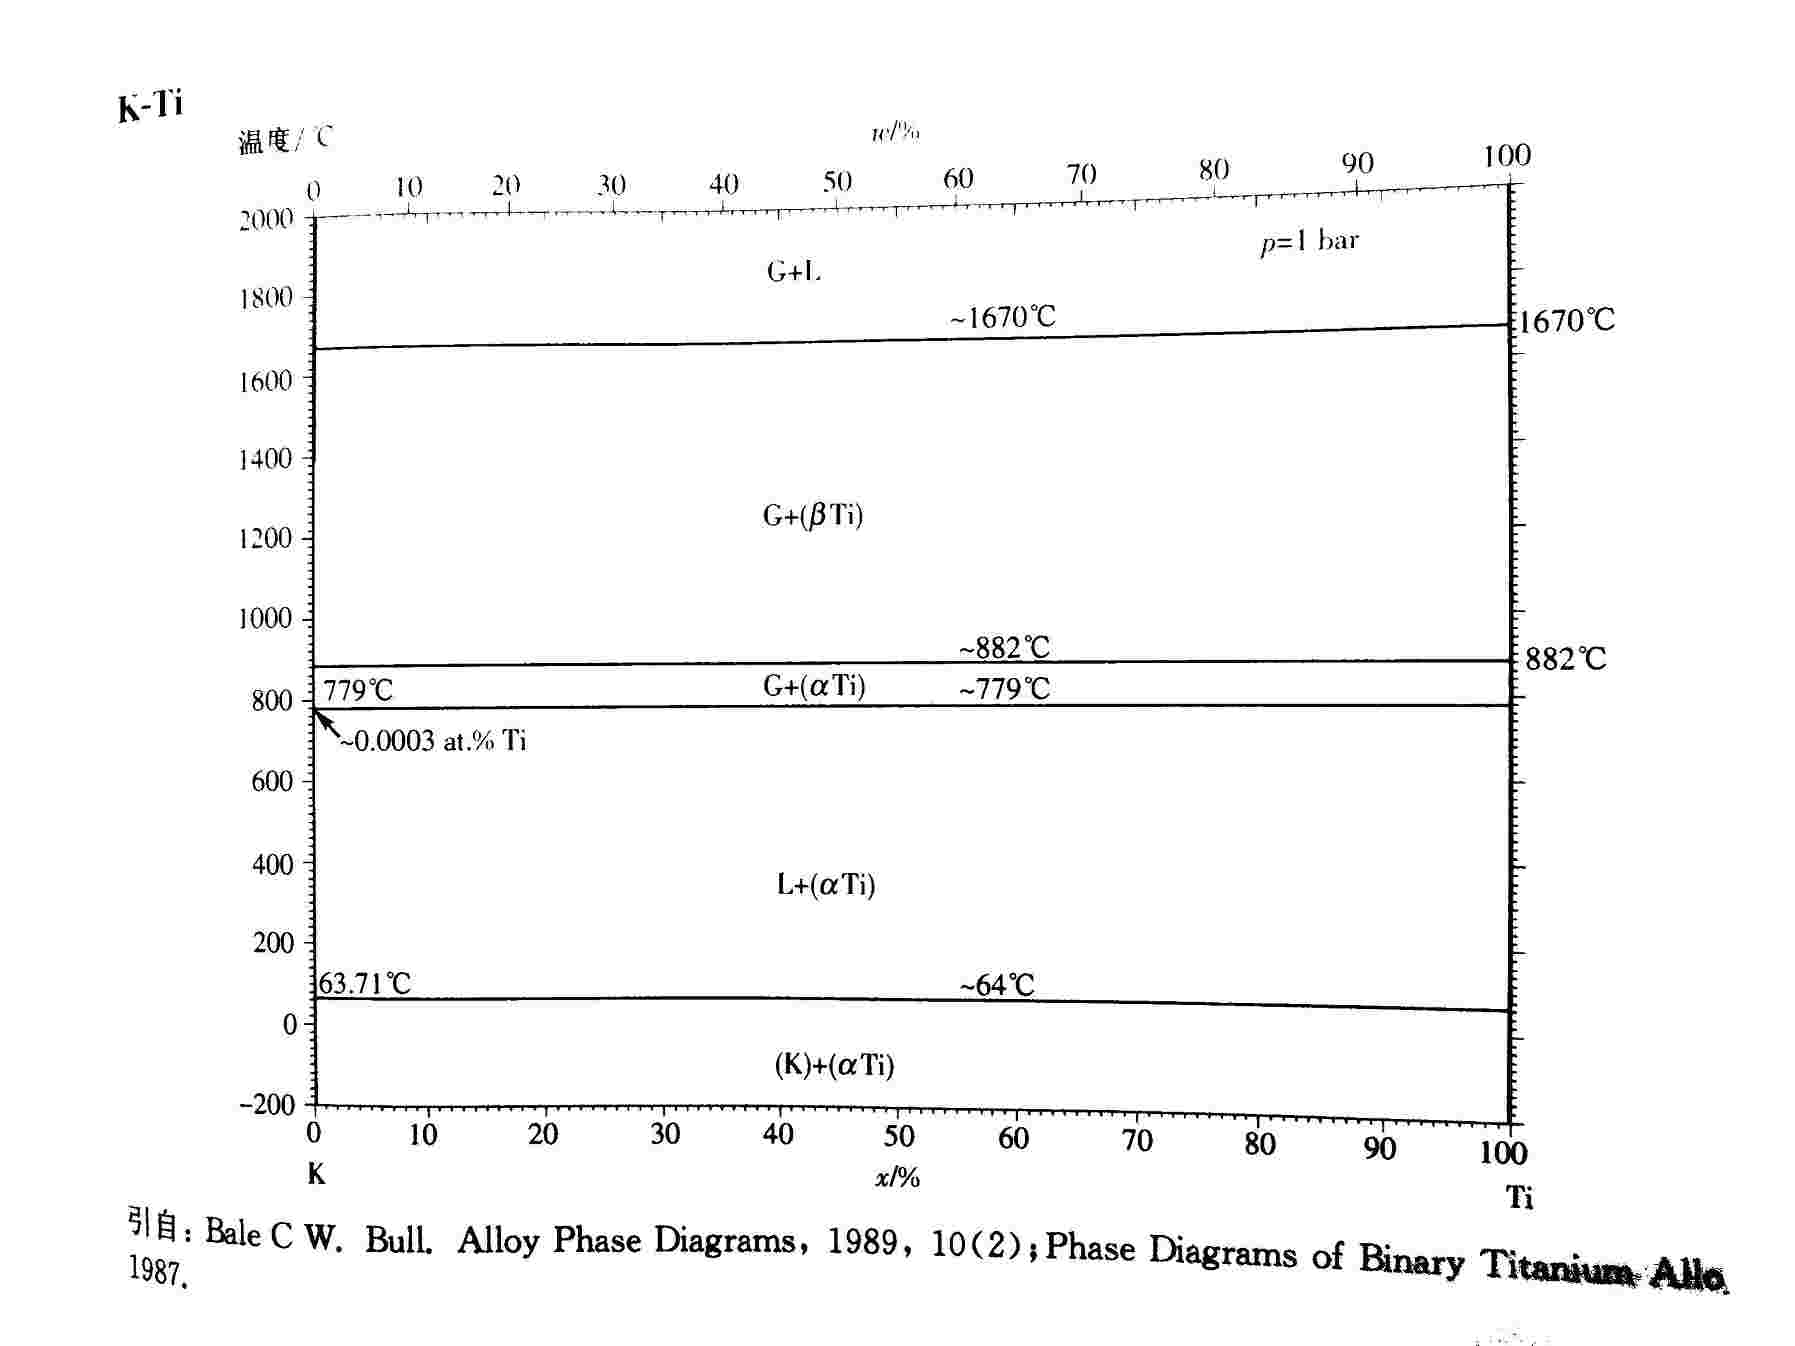 K-Ti
温度/℃
w/%
0 10 20 30 40 50 60 70 80 90 100
2000
p=1 bar
G+L
1800
~1670℃
1670℃
1600
1400
G+(βTi)
1200
1000
~882℃
882℃
779℃
G+(αTi)
~779℃
800
~0.0003 at.% Ti
600
400
L+(αTi)
200
63.71℃
~64℃
0
(K)+(αTi)
-200
0 10 20 30 40 50 60 70 80 90 100
K
x/%
Ti
引自: Bale C W. Bull. Alloy Phase Diagrams, 1989, 10(2); Phase Diagrams of Binary Titanium Allo
1987.